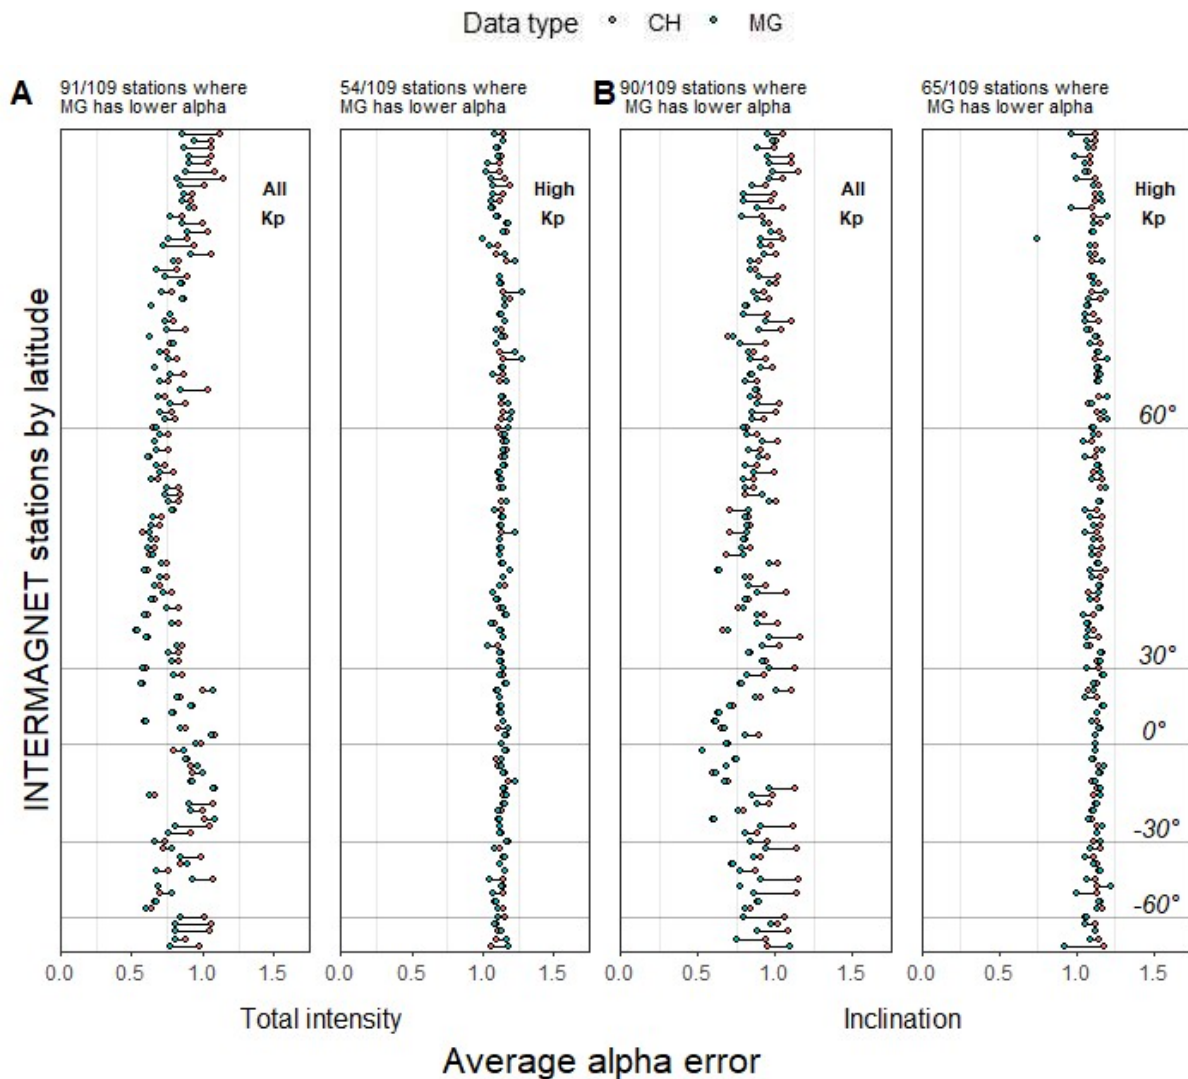 Data type CH MG
A 91/109 stations where
MG has lower alpha
54/109 stations where
MG has lower alpha
B 90/109 stations where
MG has lower alpha
65/109 stations where
MG has lower alpha
All
Kp
High
Kp
All
Kp
High
Kp
INTERMAGNET stations by latitude
60°
30°
0°
-30°
-60°
0.0 0.5 1.0 1.5 0.0 0.5 1.0 1.5 0.0 0.5 1.0 1.5 0.0 0.5 1.0 1.5
Total intensity Inclination
Average alpha error